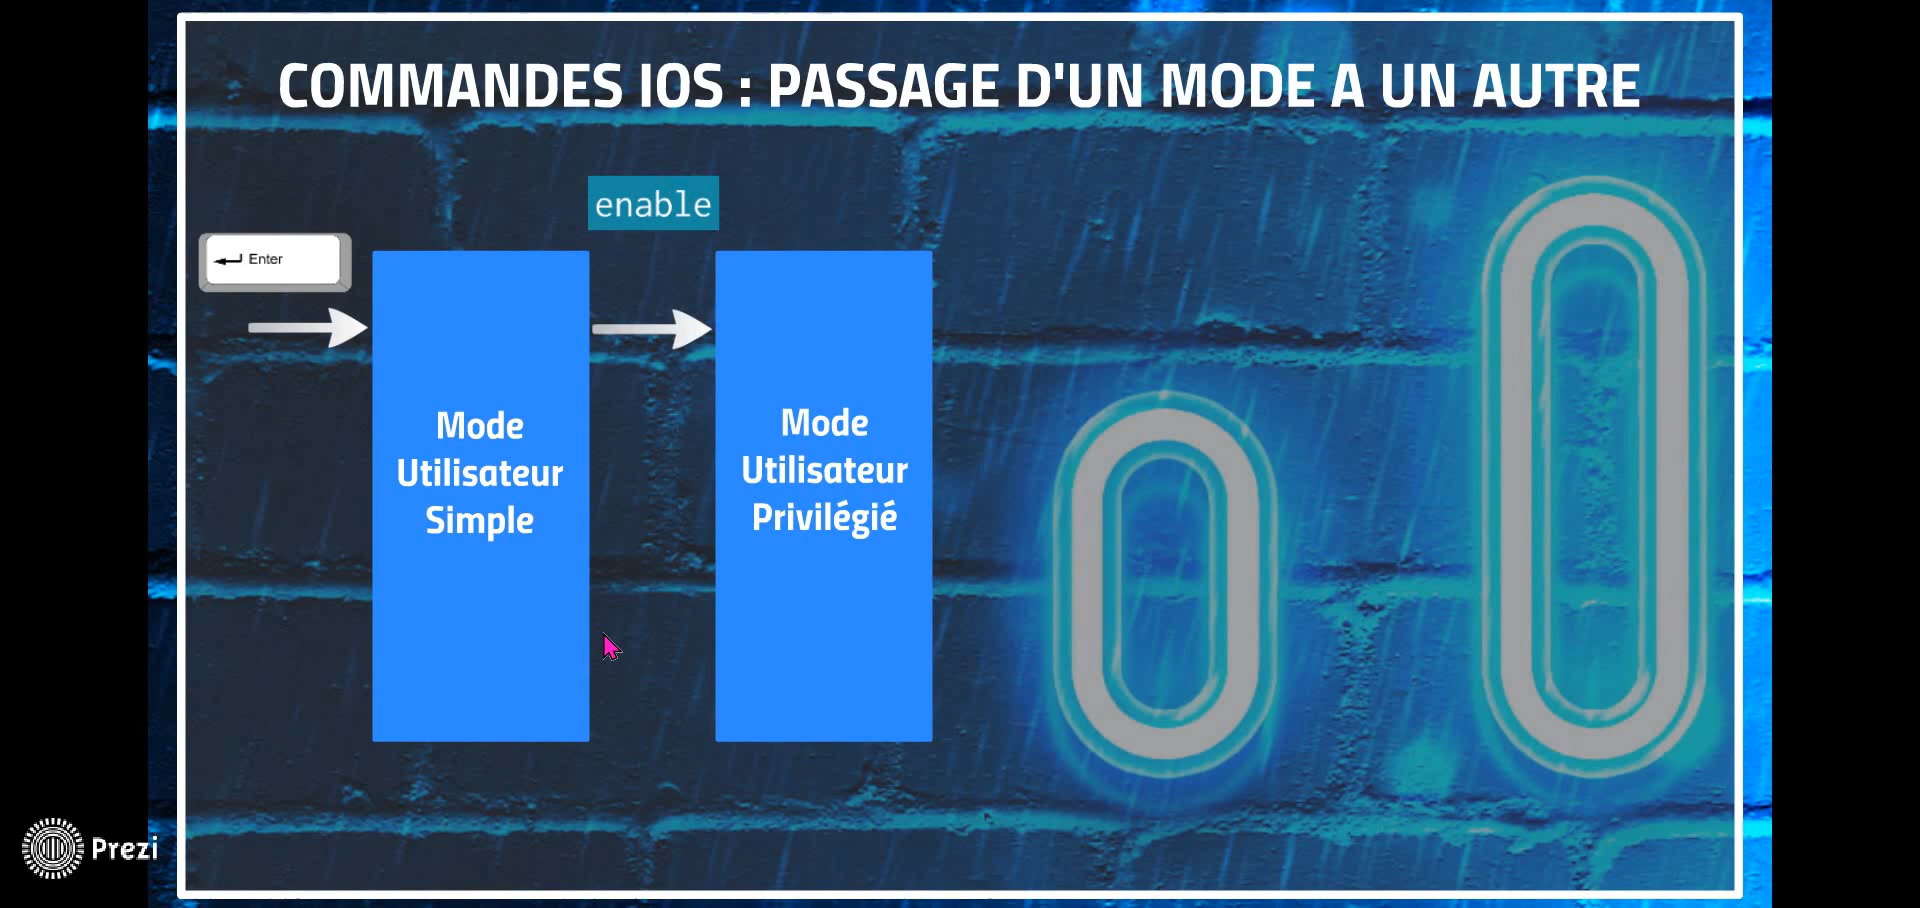 COMMANDES IOS : PASSAGE D'UN MODE A UN AUTRE
enable
Enter
Mode
Utilisateur
Simple
Mode
Utilisateur
Privilégié
Prezi